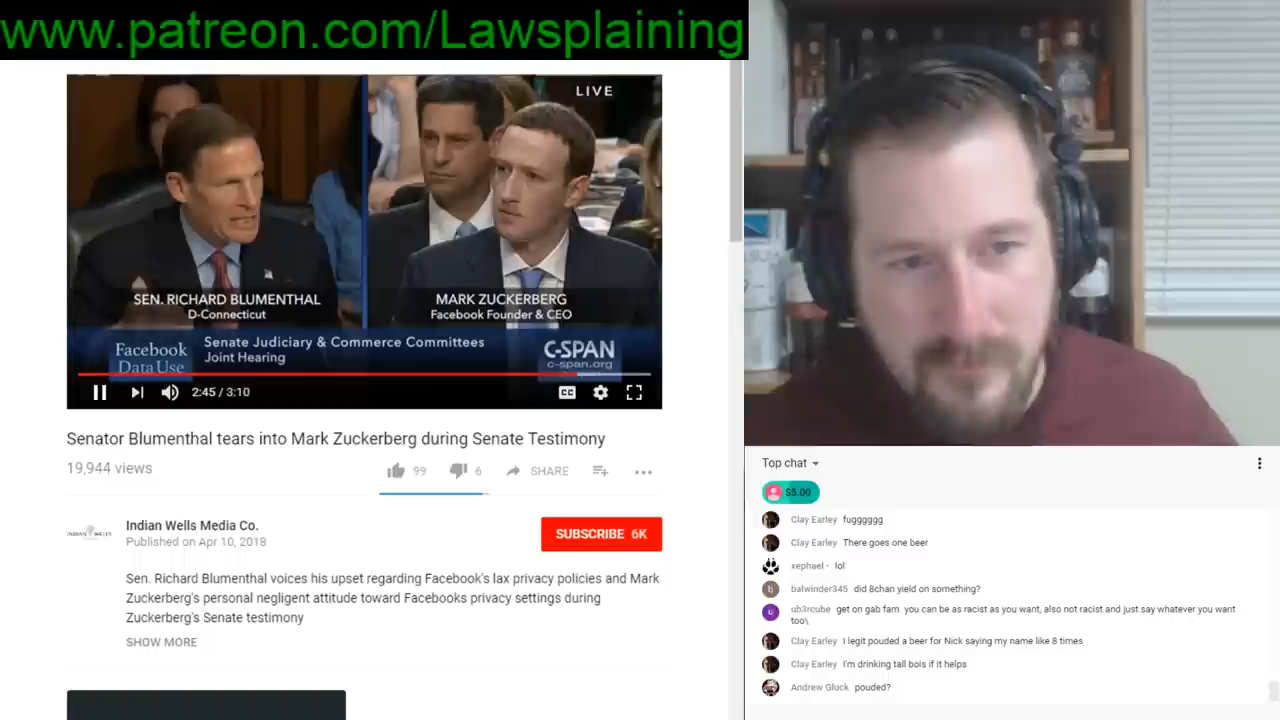 www.patreon.com/Lawsplaining
LIVE
SEN. RICHARD BLUMENTHAL
D-Connecticut
MARK ZUCKERBERG
Facebook Founder & CEO
Facebook
Data Use
Senate Judiciary & Commerce Committees
Joint Hearing
C-SPAN
c-span.org
2:45 / 3:10
CC
Senator Blumenthal tears into Mark Zuckerberg during Senate Testimony
19,944 views
99
6
SHARE
Indian Wells Media Co.
Published on Apr 10, 2018
SUBSCRIBE 6K
Sen. Richard Blumenthal voices his upset regarding Facebook's lax privacy policies and Mark
Zuckerberg's personal negligent attitude toward Facebooks privacy settings during
Zuckerberg's Senate testimony
SHOW MORE
Top chat
$5.00
Clay Earley fugggggg
Clay Earley There goes one beer
xephael - lol
balwinder345 did 8chan yield on something?
ub3rcube get on gab fam you can be as racist as you want, also not racist and just say whatever you want
too\
Clay Earley I legit pouded a beer for Nick saying my name like 8 times
Clay Earley I'm drinking tall bois if it helps
Andrew Gluck pouded?